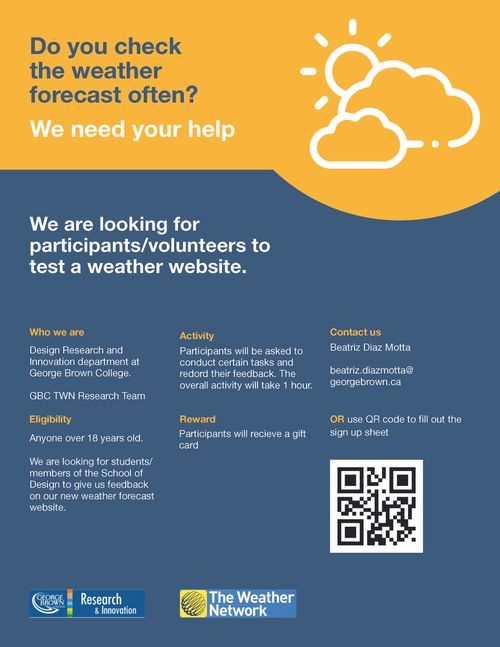 Do you check
the weather
forecast often?
We need your help
We are looking for
participants/volunteers to
test a weather website.
Who we are
Design Research and
Innovation department at
George Brown College.
GBC TWN Research Team
Eligibility
Anyone over 18 years old.
We are looking for students/
members of the School of
Design to give us feedback
on our new weather forecast
website.
Activity
Participants will be asked to
conduct certain tasks and
redord their feedback. The
overall activity will take 1 hour.
Reward
Participants will recieve a gift
card
Contact us
Beatriz Diaz Motta
beatriz.diazmotta@
georgebrown.ca
OR use QR code to fill out the
sign up sheet
GEORGE
BROWN
Research
& Innovation
The Weather
Network